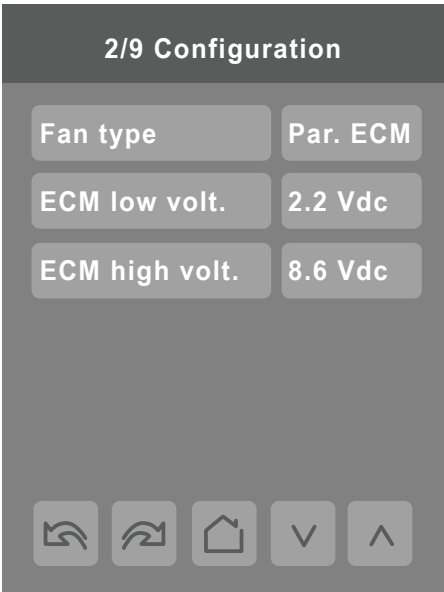 2/9 Configuration
Fan type Par. ECM
ECM low volt. 2.2 Vdc
ECM high volt. 8.6 Vdc